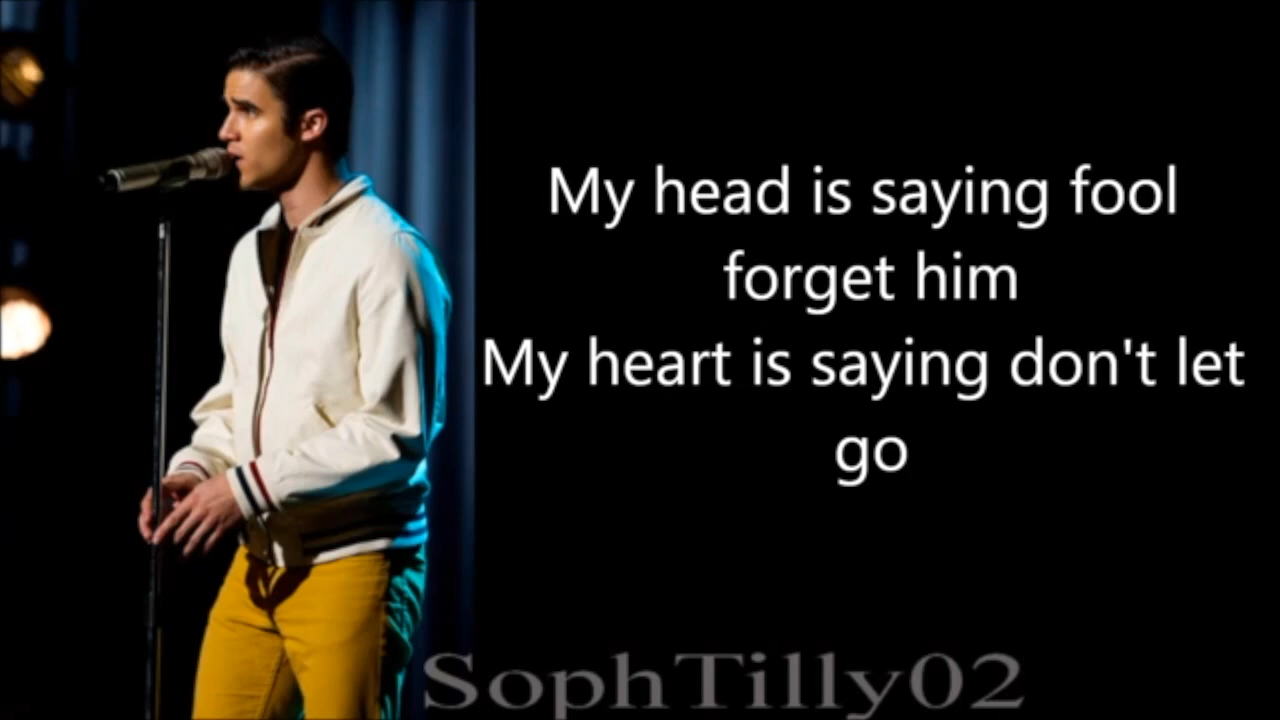 My head is saying fool
forget him
My heart is saying don't let
go
SophTilly02